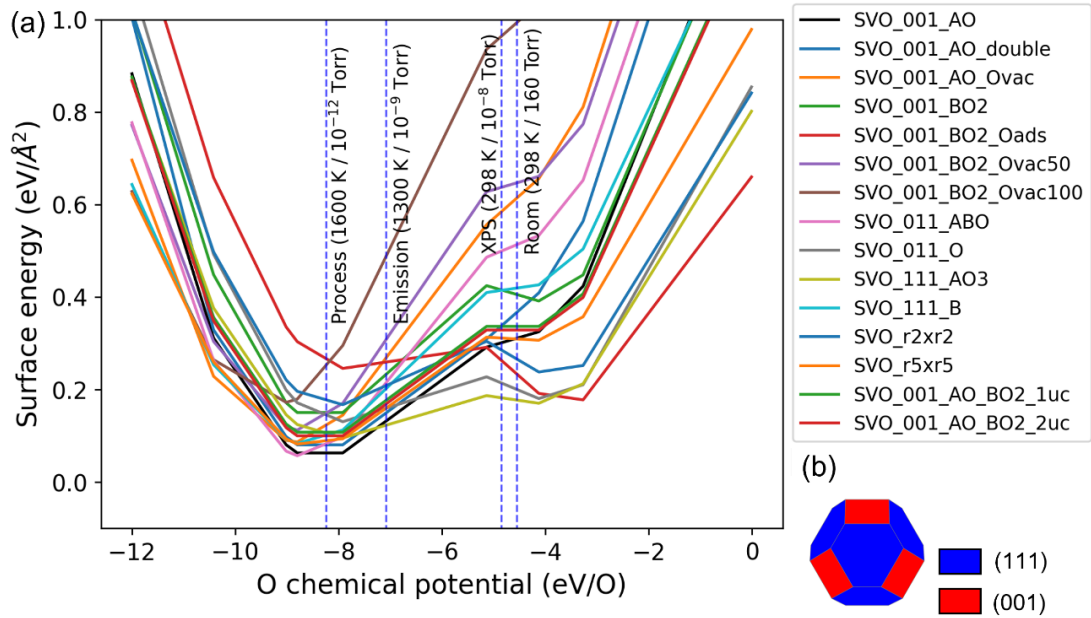 (a)
Surface energy (eV/Å²)
1.0
0.8
0.6
0.4
0.2
0.0
Process (1600 K / 10⁻¹² Torr)
Emission (1300 K / 10⁻⁹ Torr)
XPS (298 K / 10⁻⁸ Torr)
Room (298 K / 160 Torr)
−12 −10 −8 −6 −4 −2 0
O chemical potential (eV/O)
SVO_001_AO
SVO_001_AO_double
SVO_001_AO_Ovac
SVO_001_BO2
SVO_001_BO2_Oads
SVO_001_BO2_Ovac50
SVO_001_BO2_Ovac100
SVO_011_ABO
SVO_011_O
SVO_111_AO3
SVO_111_B
SVO_r2xr2
SVO_r5xr5
SVO_001_AO_BO2_1uc
SVO_001_AO_BO2_2uc
(b)
(111)
(001)